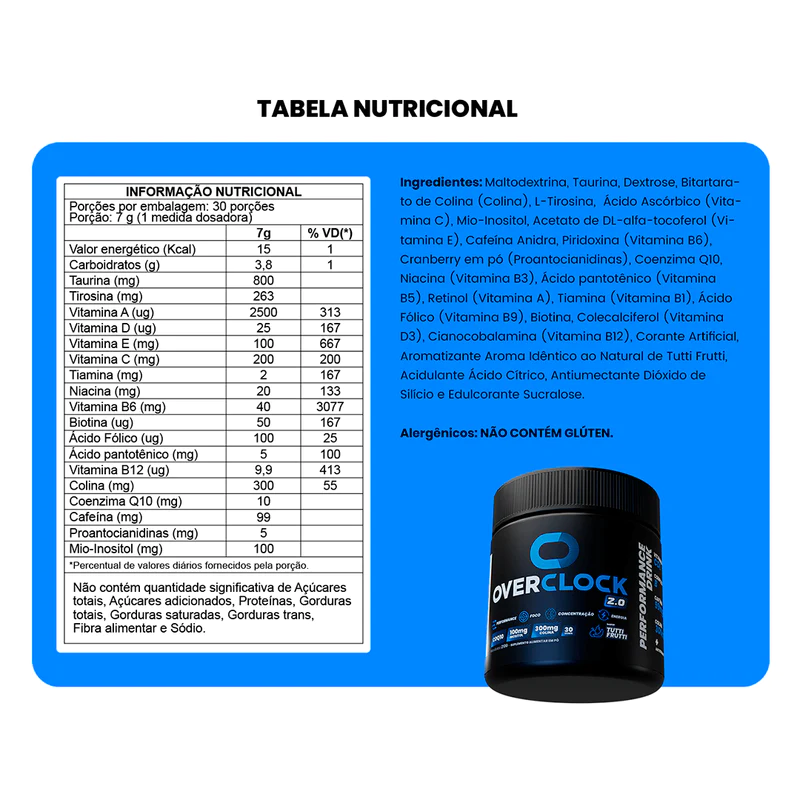 TABELA NUTRICIONAL
INFORMAÇÃO NUTRICIONAL
Porções por embalagem: 30 porções
Porção: 7 g (1 medida dosadora)
7g % VD(*)
Valor energético (Kcal) 15 1
Carboidratos (g) 3,8 1
Taurina (mg) 800
Tirosina (mg) 263
Vitamina A (ug) 2500 313
Vitamina D (ug) 25 167
Vitamina E (mg) 100 667
Vitamina C (mg) 200 200
Tiamina (mg) 2 167
Niacina (mg) 20 133
Vitamina B6 (mg) 40 3077
Biotina (ug) 50 167
Ácido Fólico (ug) 100 25
Ácido pantotênico (mg) 5 100
Vitamina B12 (ug) 9,9 413
Colina (mg) 300 55
Coenzima Q10 (mg) 10
Cafeína (mg) 99
Proantocianidinas (mg) 5
Mio-Inositol (mg) 100
*Percentual de valores diários fornecidos pela porção.
Não contém quantidade significativa de Açúcares
totais, Açúcares adicionados, Proteínas, Gorduras
totais, Gorduras saturadas, Gorduras trans,
Fibra alimentar e Sódio.
Ingredientes: Maltodextrina, Taurina, Dextrose, Bitartara-
to de Colina (Colina), L-Tirosina, Ácido Ascórbico (Vita-
mina C), Mio-Inositol, Acetato de DL-alfa-tocoferol (Vi-
tamina E), Cafeína Anidra, Piridoxina (Vitamina B6),
Cranberry em pó (Proantocianidinas), Coenzima Q10,
Niacina (Vitamina B3), Ácido pantotênico (Vitamina
B5), Retinol (Vitamina A), Tiamina (Vitamina B1), Ácido
Fólico (Vitamina B9), Biotina, Colecalciferol (Vitamina
D3), Cianocobalamina (Vitamina B12), Corante Artificial,
Aromatizante Aroma Idêntico ao Natural de Tutti Frutti,
Acidulante Ácido Cítrico, Antiumectante Dióxido de
Silício e Edulcorante Sucralose.
Alergênicos: NÃO CONTÉM GLÚTEN.
OVERCLOCK
2.0
PERFORMANCE
DRINK
PERFORMANCE FOCO CONCENTRAÇÃO ENERGIA
COQ10
100mg
INOSITOL
300mg
COLINA
30
TUTTI
FRUTTI
SUPLEMENTO ALIMENTAR EM PÓ